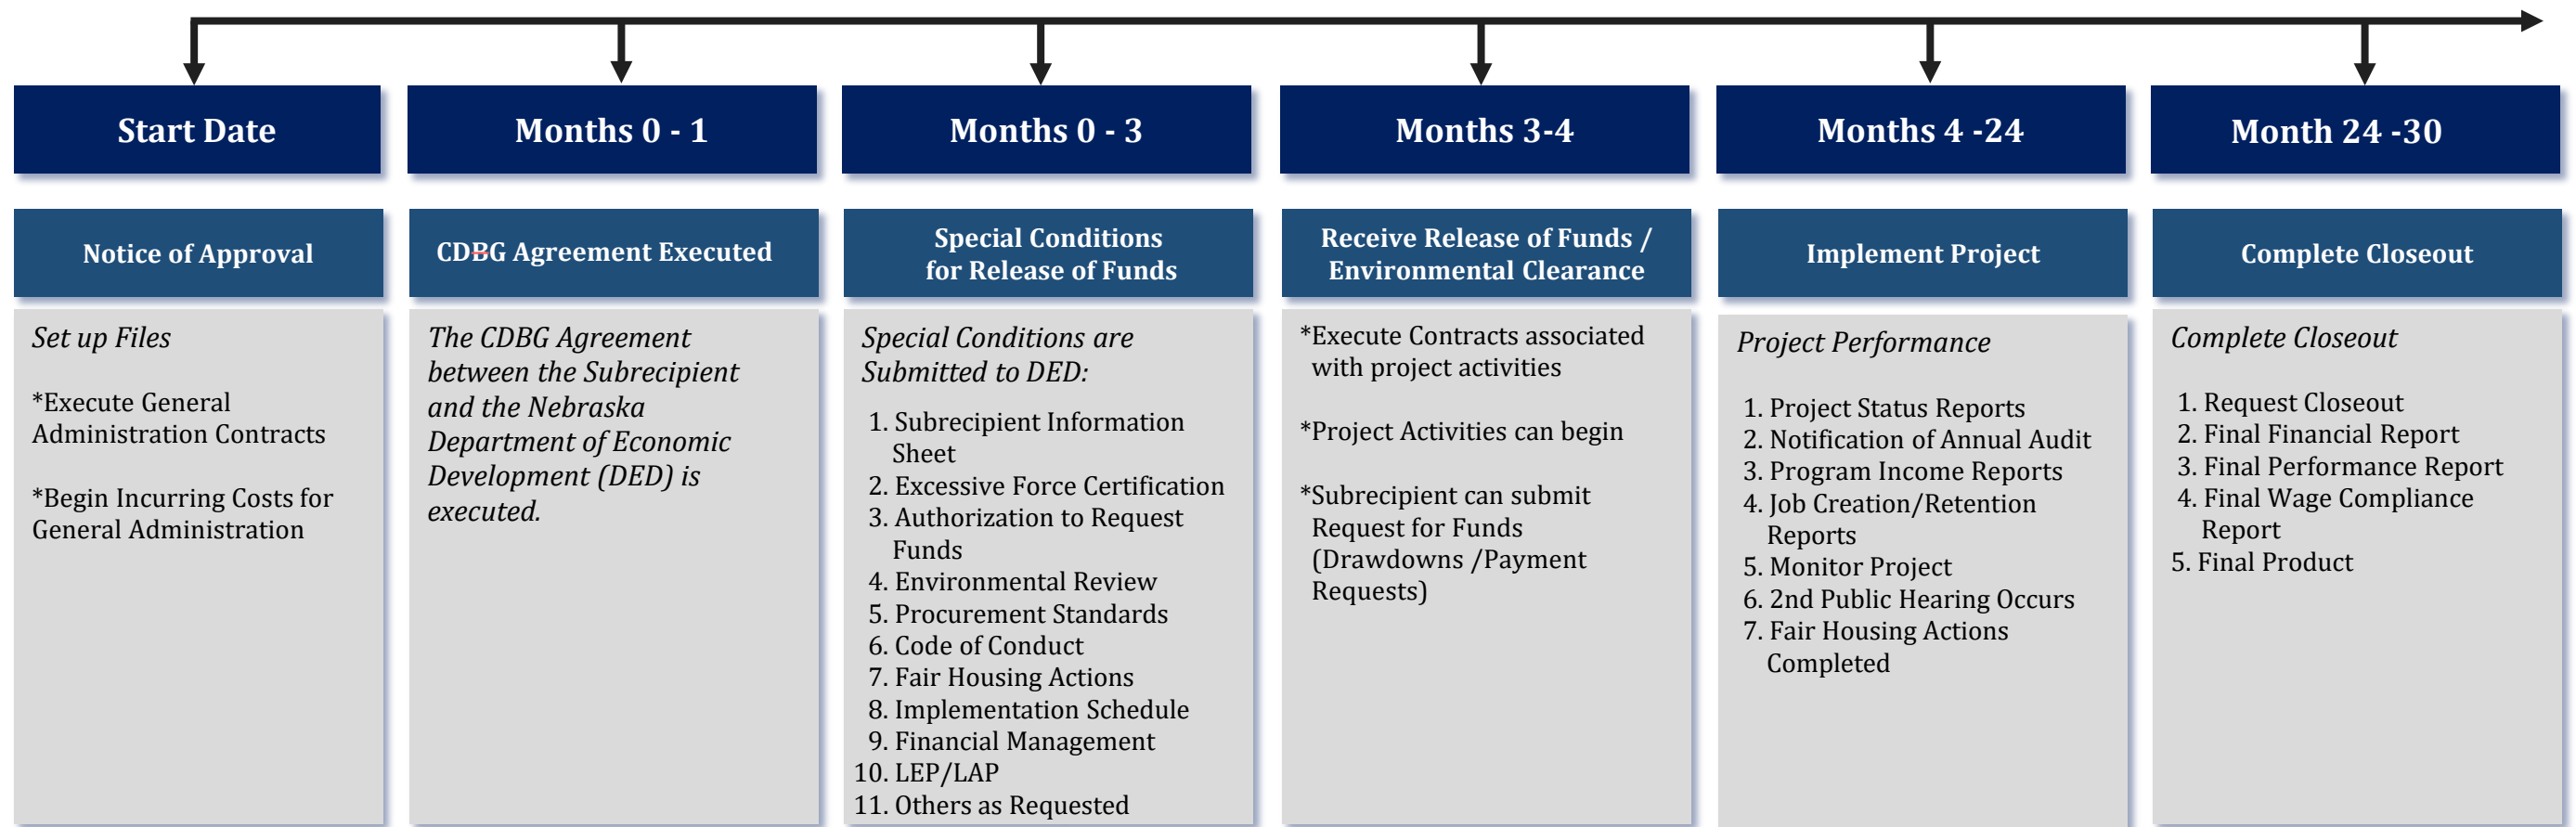 Start Date
Months 0 - 1
Months 0 - 3
Months 3-4
Months 4 -24
Month 24 -30
Notice of Approval
CDBG Agreement Executed
Special Conditions
for Release of Funds
Receive Release of Funds /
Environmental Clearance
Implement Project
Complete Closeout
Set up Files
*Execute General
Administration Contracts
*Begin Incurring Costs for
General Administration
The CDBG Agreement
between the Subrecipient
and the Nebraska
Department of Economic
Development (DED) is
executed.
Special Conditions are
Submitted to DED:
1. Subrecipient Information
Sheet
2. Excessive Force Certification
3. Authorization to Request
Funds
4. Environmental Review
5. Procurement Standards
6. Code of Conduct
7. Fair Housing Actions
8. Implementation Schedule
9. Financial Management
10. LEP/LAP
11. Others as Requested
*Execute Contracts associated
with project activities
*Project Activities can begin
*Subrecipient can submit
Request for Funds
(Drawdowns /Payment
Requests)
Project Performance
1. Project Status Reports
2. Notification of Annual Audit
3. Program Income Reports
4. Job Creation/Retention
Reports
5. Monitor Project
6. 2nd Public Hearing Occurs
7. Fair Housing Actions
Completed
Complete Closeout
1. Request Closeout
2. Final Financial Report
3. Final Performance Report
4. Final Wage Compliance
Report
5. Final Product